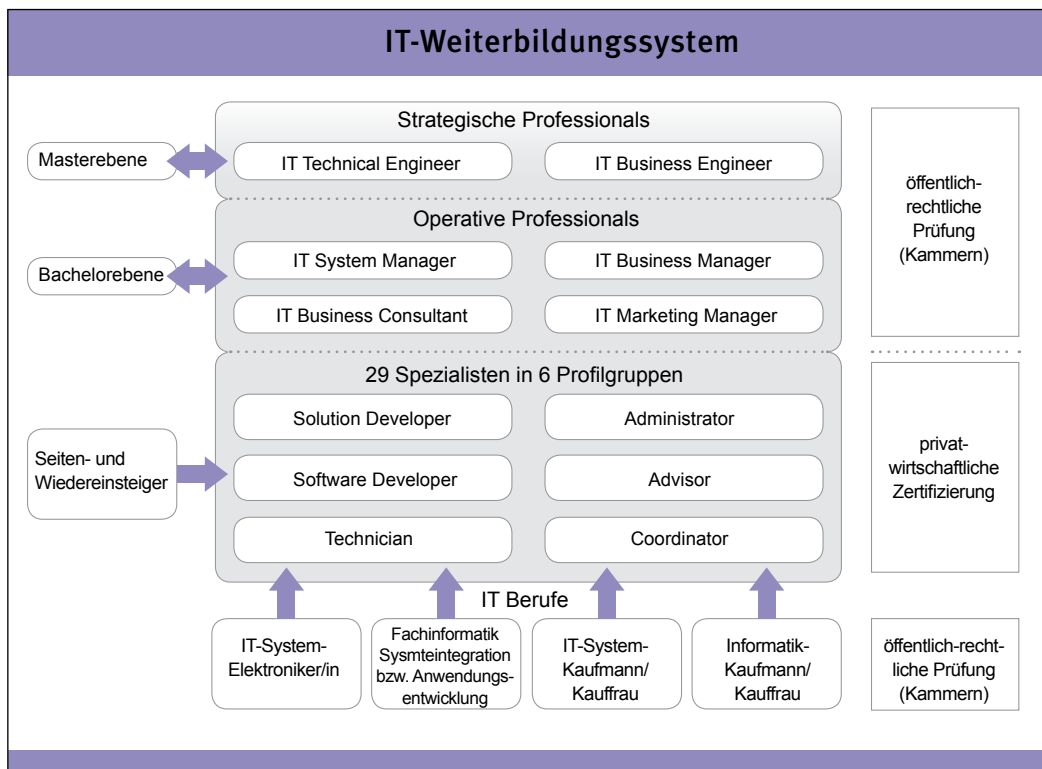 IT-Weiterbildungssystem
Strategische Professionals
Masterebene
IT Technical Engineer
IT Business Engineer
öffentlich-
rechtliche
Prüfung
(Kammern)
Operative Professionals
Bachelorebene
IT System Manager
IT Business Manager
IT Business Consultant
IT Marketing Manager
29 Spezialisten in 6 Profilgruppen
Solution Developer
Administrator
Seiten- und
Wiedereinsteiger
Software Developer
Advisor
privat-
wirtschaftliche
Zertifizierung
Technician
Coordinator
IT Berufe
IT-System-
Elektroniker/in
Fachinformatik
Sysmteintegration
bzw. Anwendungs-
entwicklung
IT-System-
Kaufmann/
Kauffrau
Informatik-
Kaufmann/
Kauffrau
öffentlich-recht-
liche Prüfung
(Kammern)